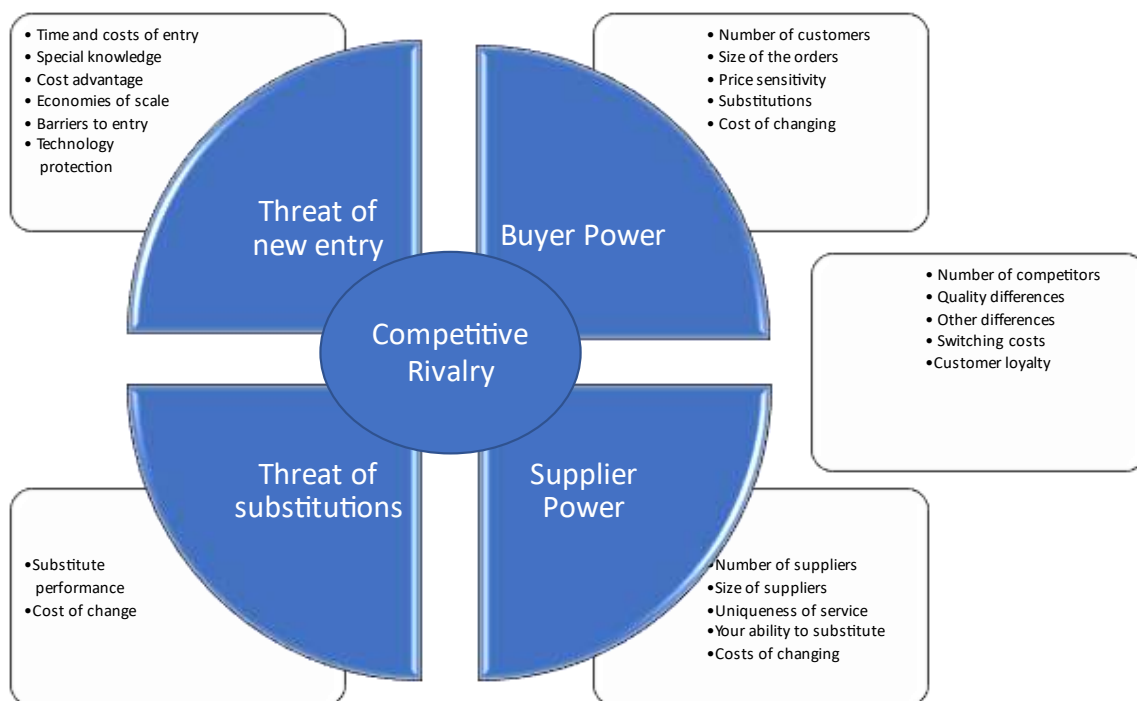 • Time and costs of entry
• Special knowledge
• Cost advantage
• Economies of scale
• Barriers to entry
• Technology
protection
• Number of customers
• Size of the orders
• Price sensitivity
• Substitutions
• Cost of changing
Threat of
new entry
Buyer Power
• Number of competitors
• Quality differences
• Other differences
• Switching costs
•Customer loyalty
Competitive
Rivalry
Threat of
substitutions
Supplier
Power
•Substitute
performance
•Cost of change
•Number of suppliers
•Size of suppliers
•Uniqueness of service
•Your ability to substitute
•Costs of changing